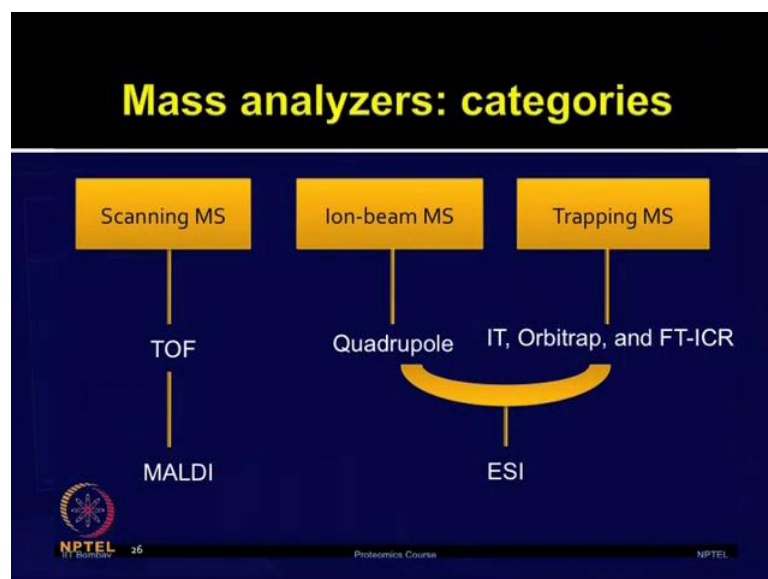 Mass analyzers: categories
Scanning MS
Ion-beam MS
Trapping MS
TOF
Quadrupole
IT, Orbitrap, and FT-ICR
MALDI
ESI
NPTEL
IIT Bombay
26
Proteomics Course
NPTEL